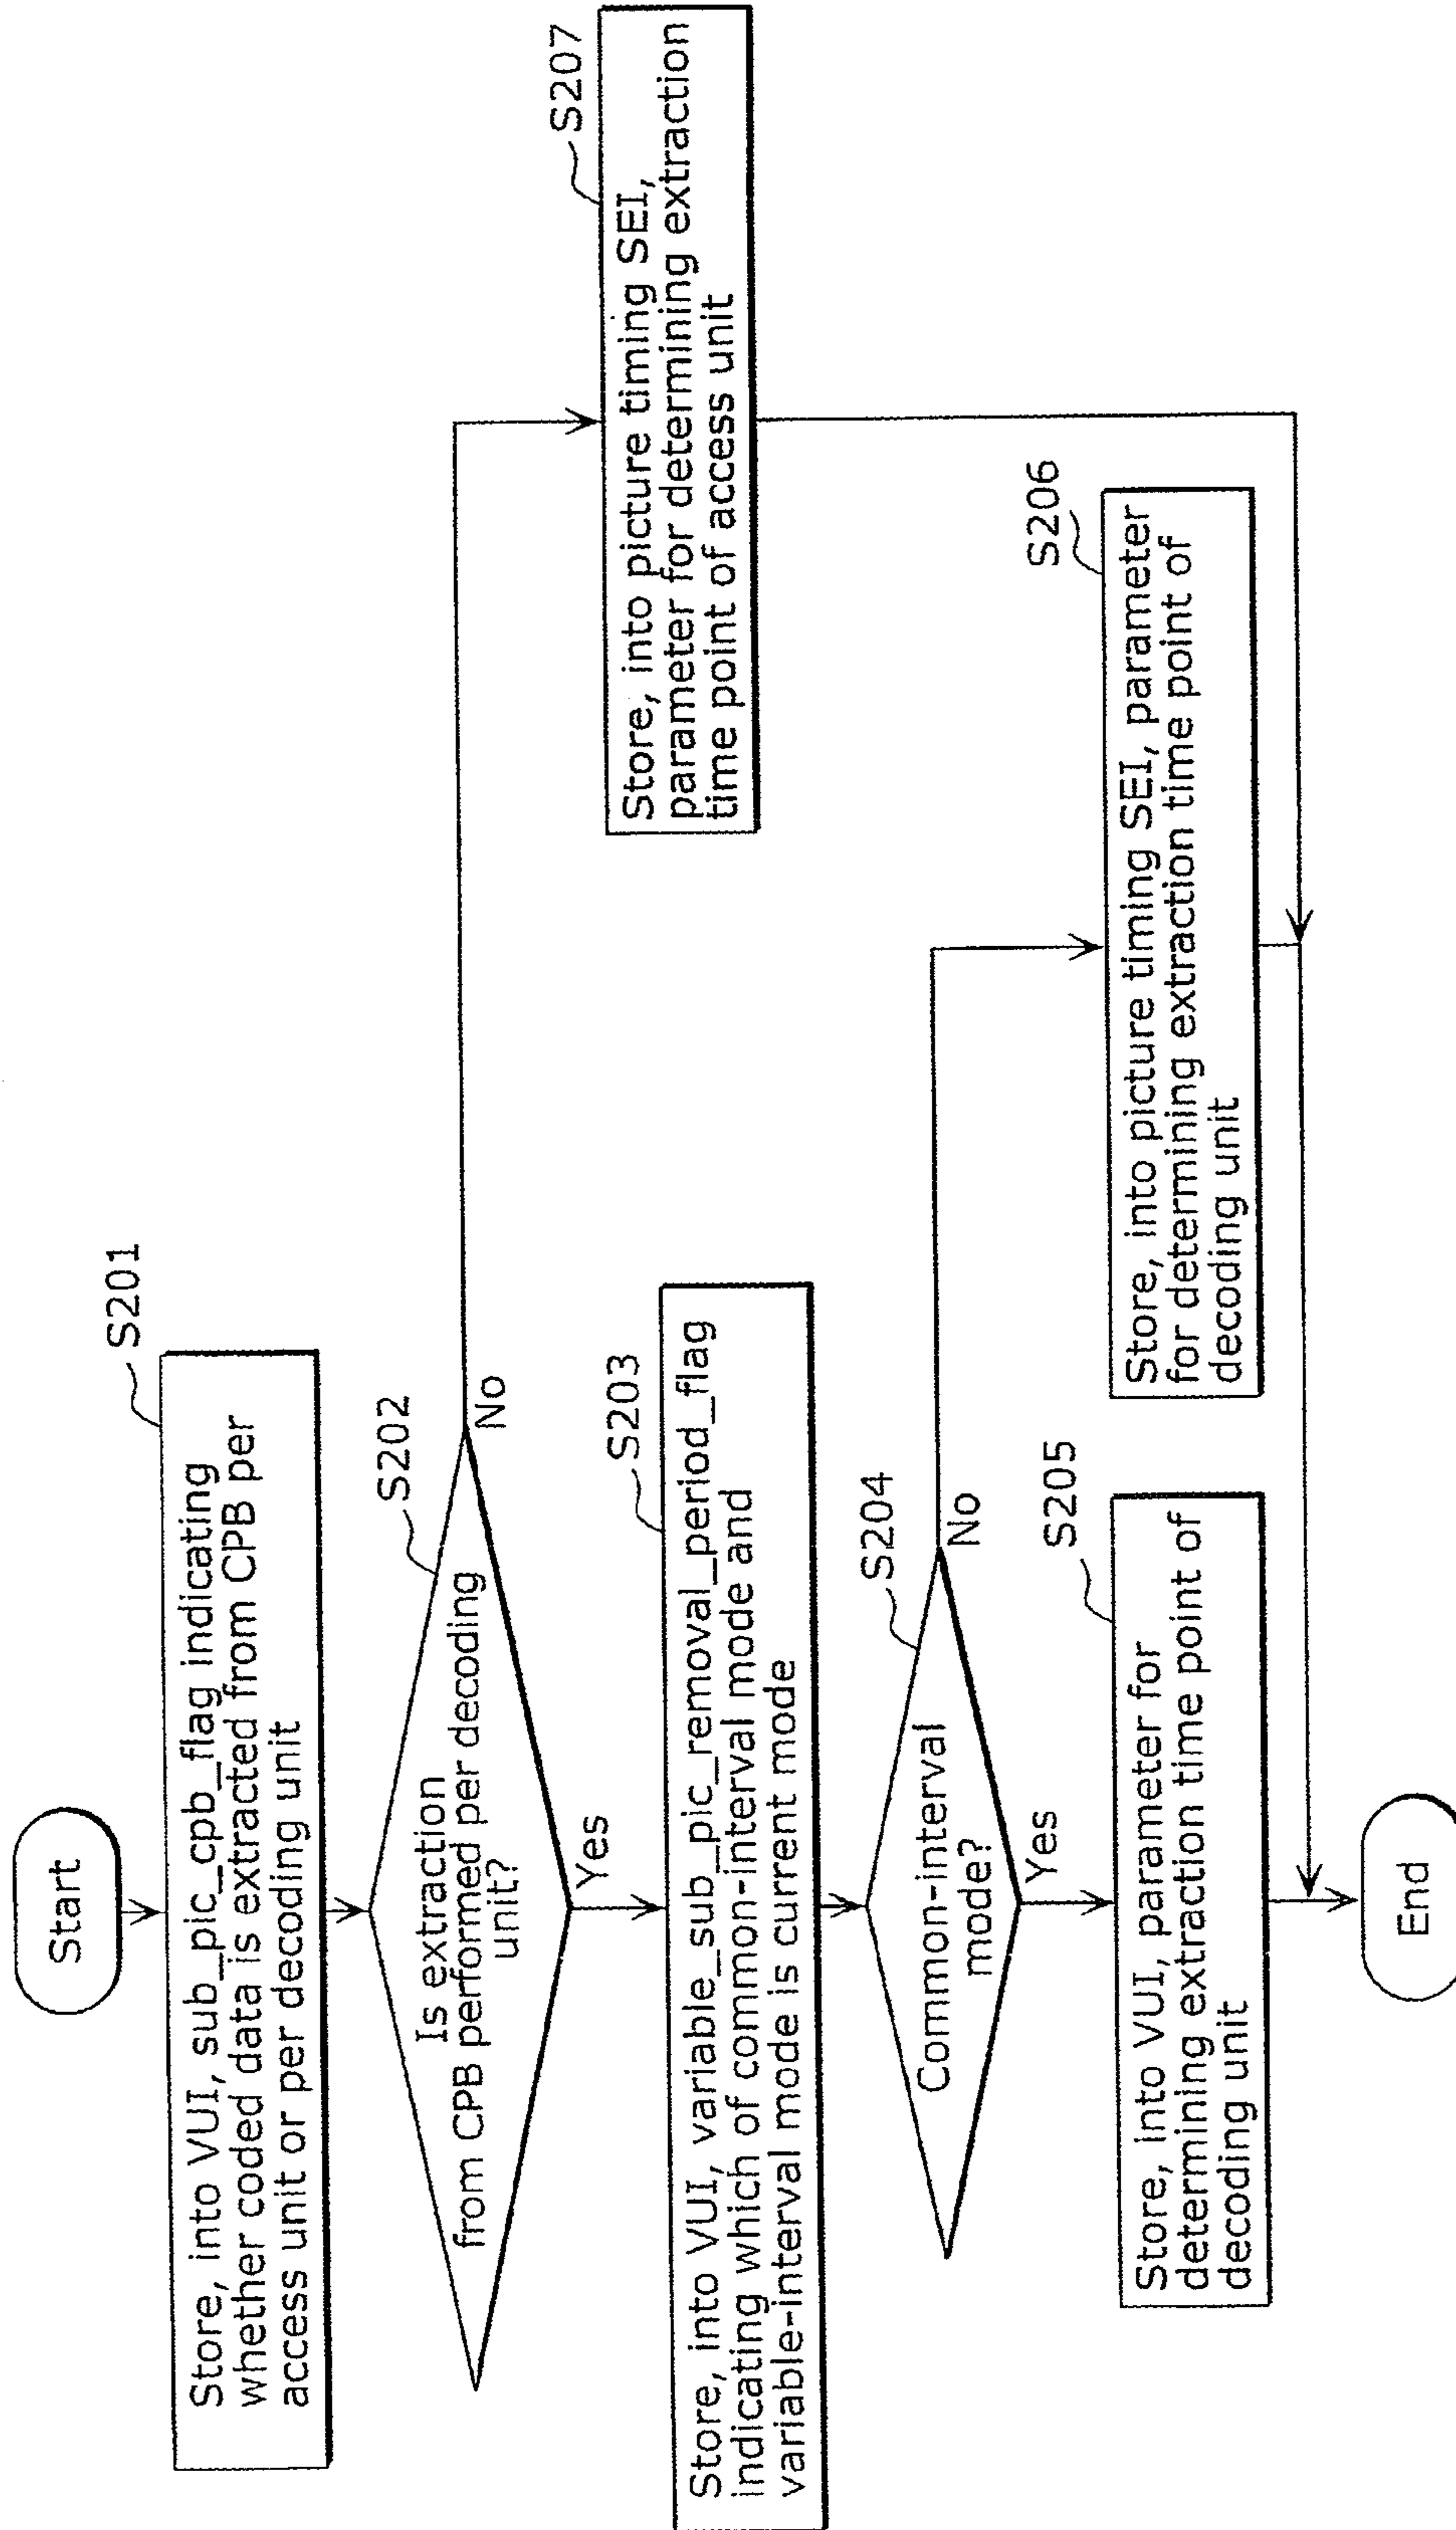 Start
S201
Store, into VUI, sub_pic_cpb_flag indicating
whether coded data is extracted from CPB per
access unit or per decoding unit
S202
Is extraction
from CPB performed per decoding
unit?
No
Yes
S203
Store, into VUI, variable_sub_pic_removal_period_flag
indicating which of common-interval mode and
variable-interval mode is current mode
S204
Common-interval
mode?
No
Yes
S205
Store, into VUI, parameter for
determining extraction time point of
decoding unit
S206
Store, into picture timing SEI, parameter
for determining extraction time point of
decoding unit
S207
Store, into picture timing SEI,
parameter for determining extraction
time point of access unit
End